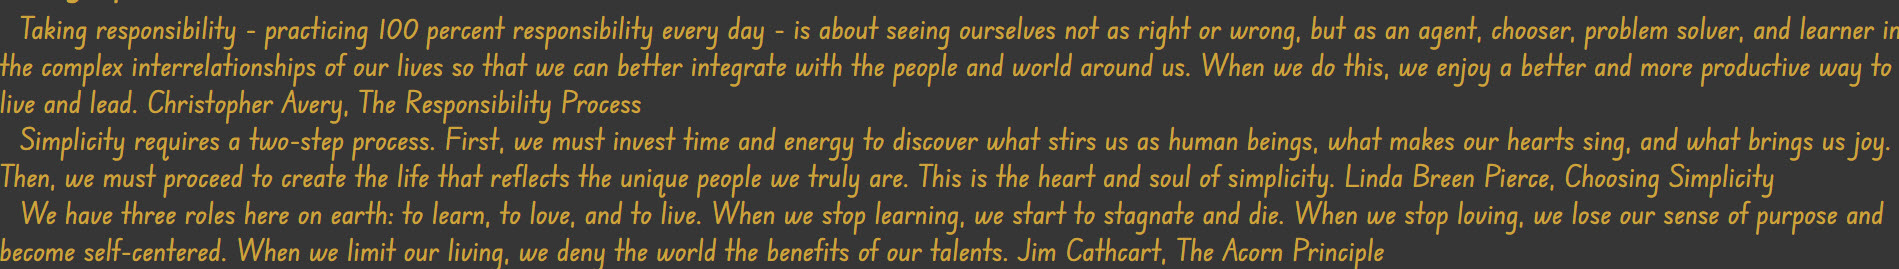 Taking responsibility - practicing 100 percent responsibility every day - is about seeing ourselves not as right or wrong, but as an agent, chooser, problem solver, and learner in
the complex interrelationships of our lives so that we can better integrate with the people and world around us. When we do this, we enjoy a better and more productive way to
live and lead. Christopher Avery, The Responsibility Process
Simplicity requires a two-step process. First, we must invest time and energy to discover what stirs us as human beings, what makes our hearts sing, and what brings us joy.
Then, we must proceed to create the life that reflects the unique people we truly are. This is the heart and soul of simplicity. Linda Breen Pierce, Choosing Simplicity
We have three roles here on earth: to learn, to love, and to live. When we stop learning, we start to stagnate and die. When we stop loving, we lose our sense of purpose and
become self-centered. When we limit our living, we deny the world the benefits of our talents. Jim Cathcart, The Acorn Principle